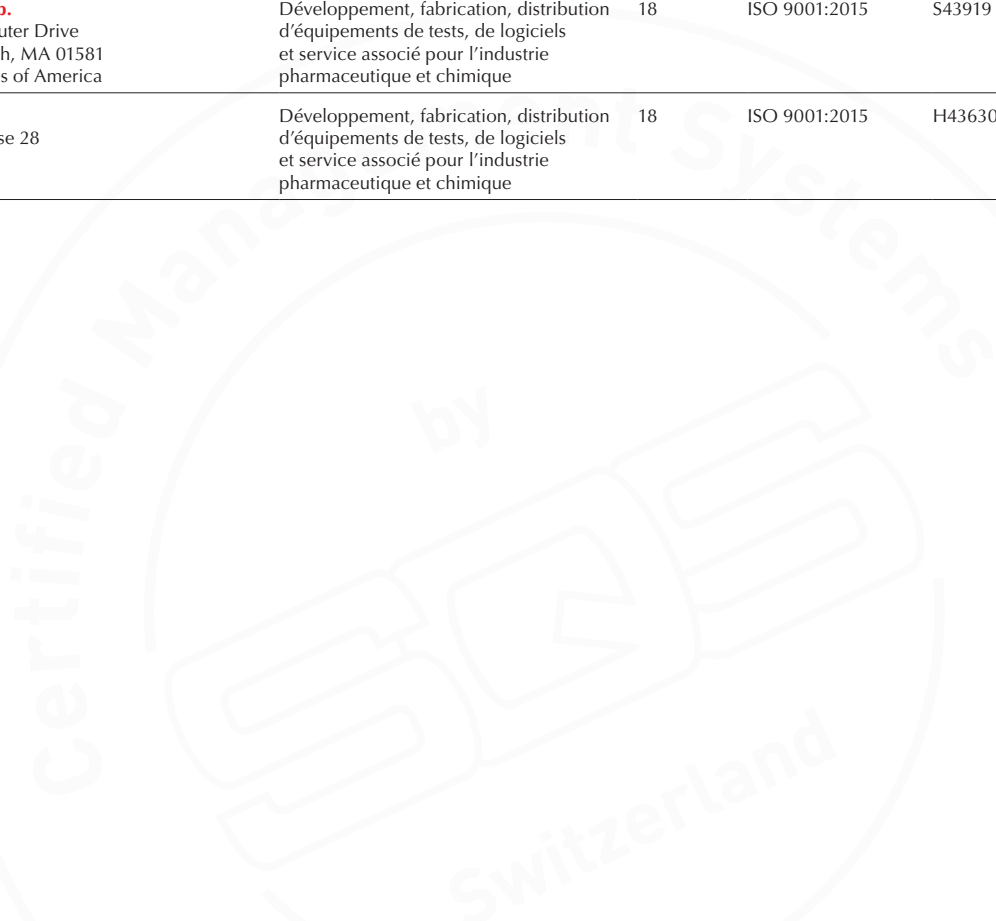 p. Développement, fabrication, distribution 18 ISO 9001:2015 S43919
uter Drive d’équipements de tests, de logiciels
h, MA 01581 et service associé pour l’industrie
s of America pharmaceutique et chimique
Développement, fabrication, distribution 18 ISO 9001:2015 H43630
se 28 d’équipements de tests, de logiciels
et service associé pour l’industrie
pharmaceutique et chimique
Certified Management Systems
by
SQS
Switzerland